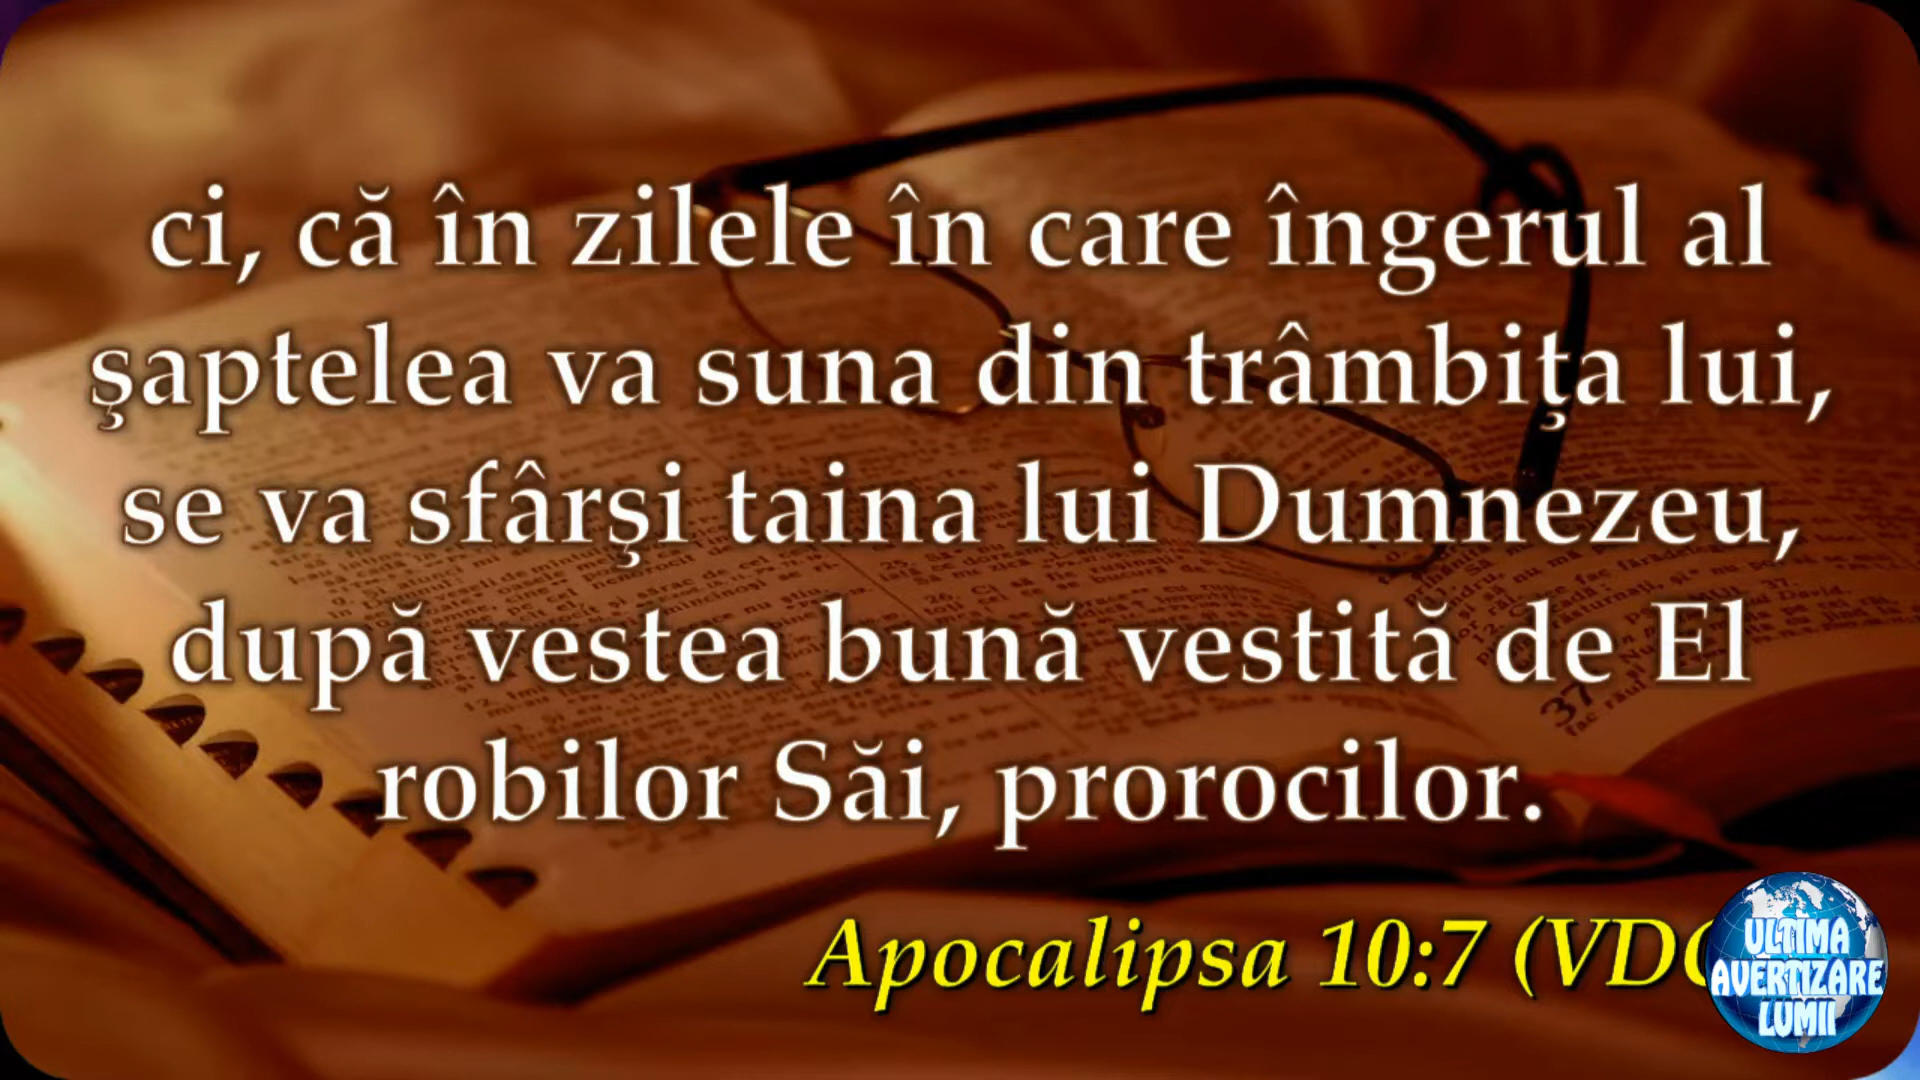 ci, că în zilele în care îngerul al
şaptelea va suna din trâmbiţa lui,
se va sfârşi taina lui Dumnezeu,
după vestea bună vestită de El
robilor Săi, prorocilor.
Apocalipsa 10:7 (VDC
ULTIMA
AVERTIZARE
LUMII
37